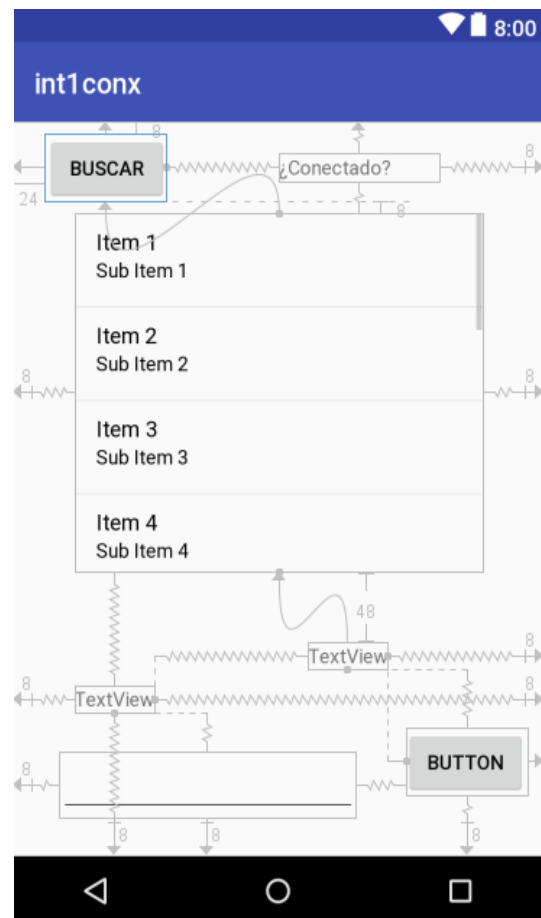 8:00
int1conx
8
8
BUSCAR
¿Conectado?
24
8
Item 1
Sub Item 1
Item 2
Sub Item 2
8
8
Item 3
Sub Item 3
Item 4
Sub Item 4
48
8
TextView
8
8
TextView
BUTTON
8
8
8
8